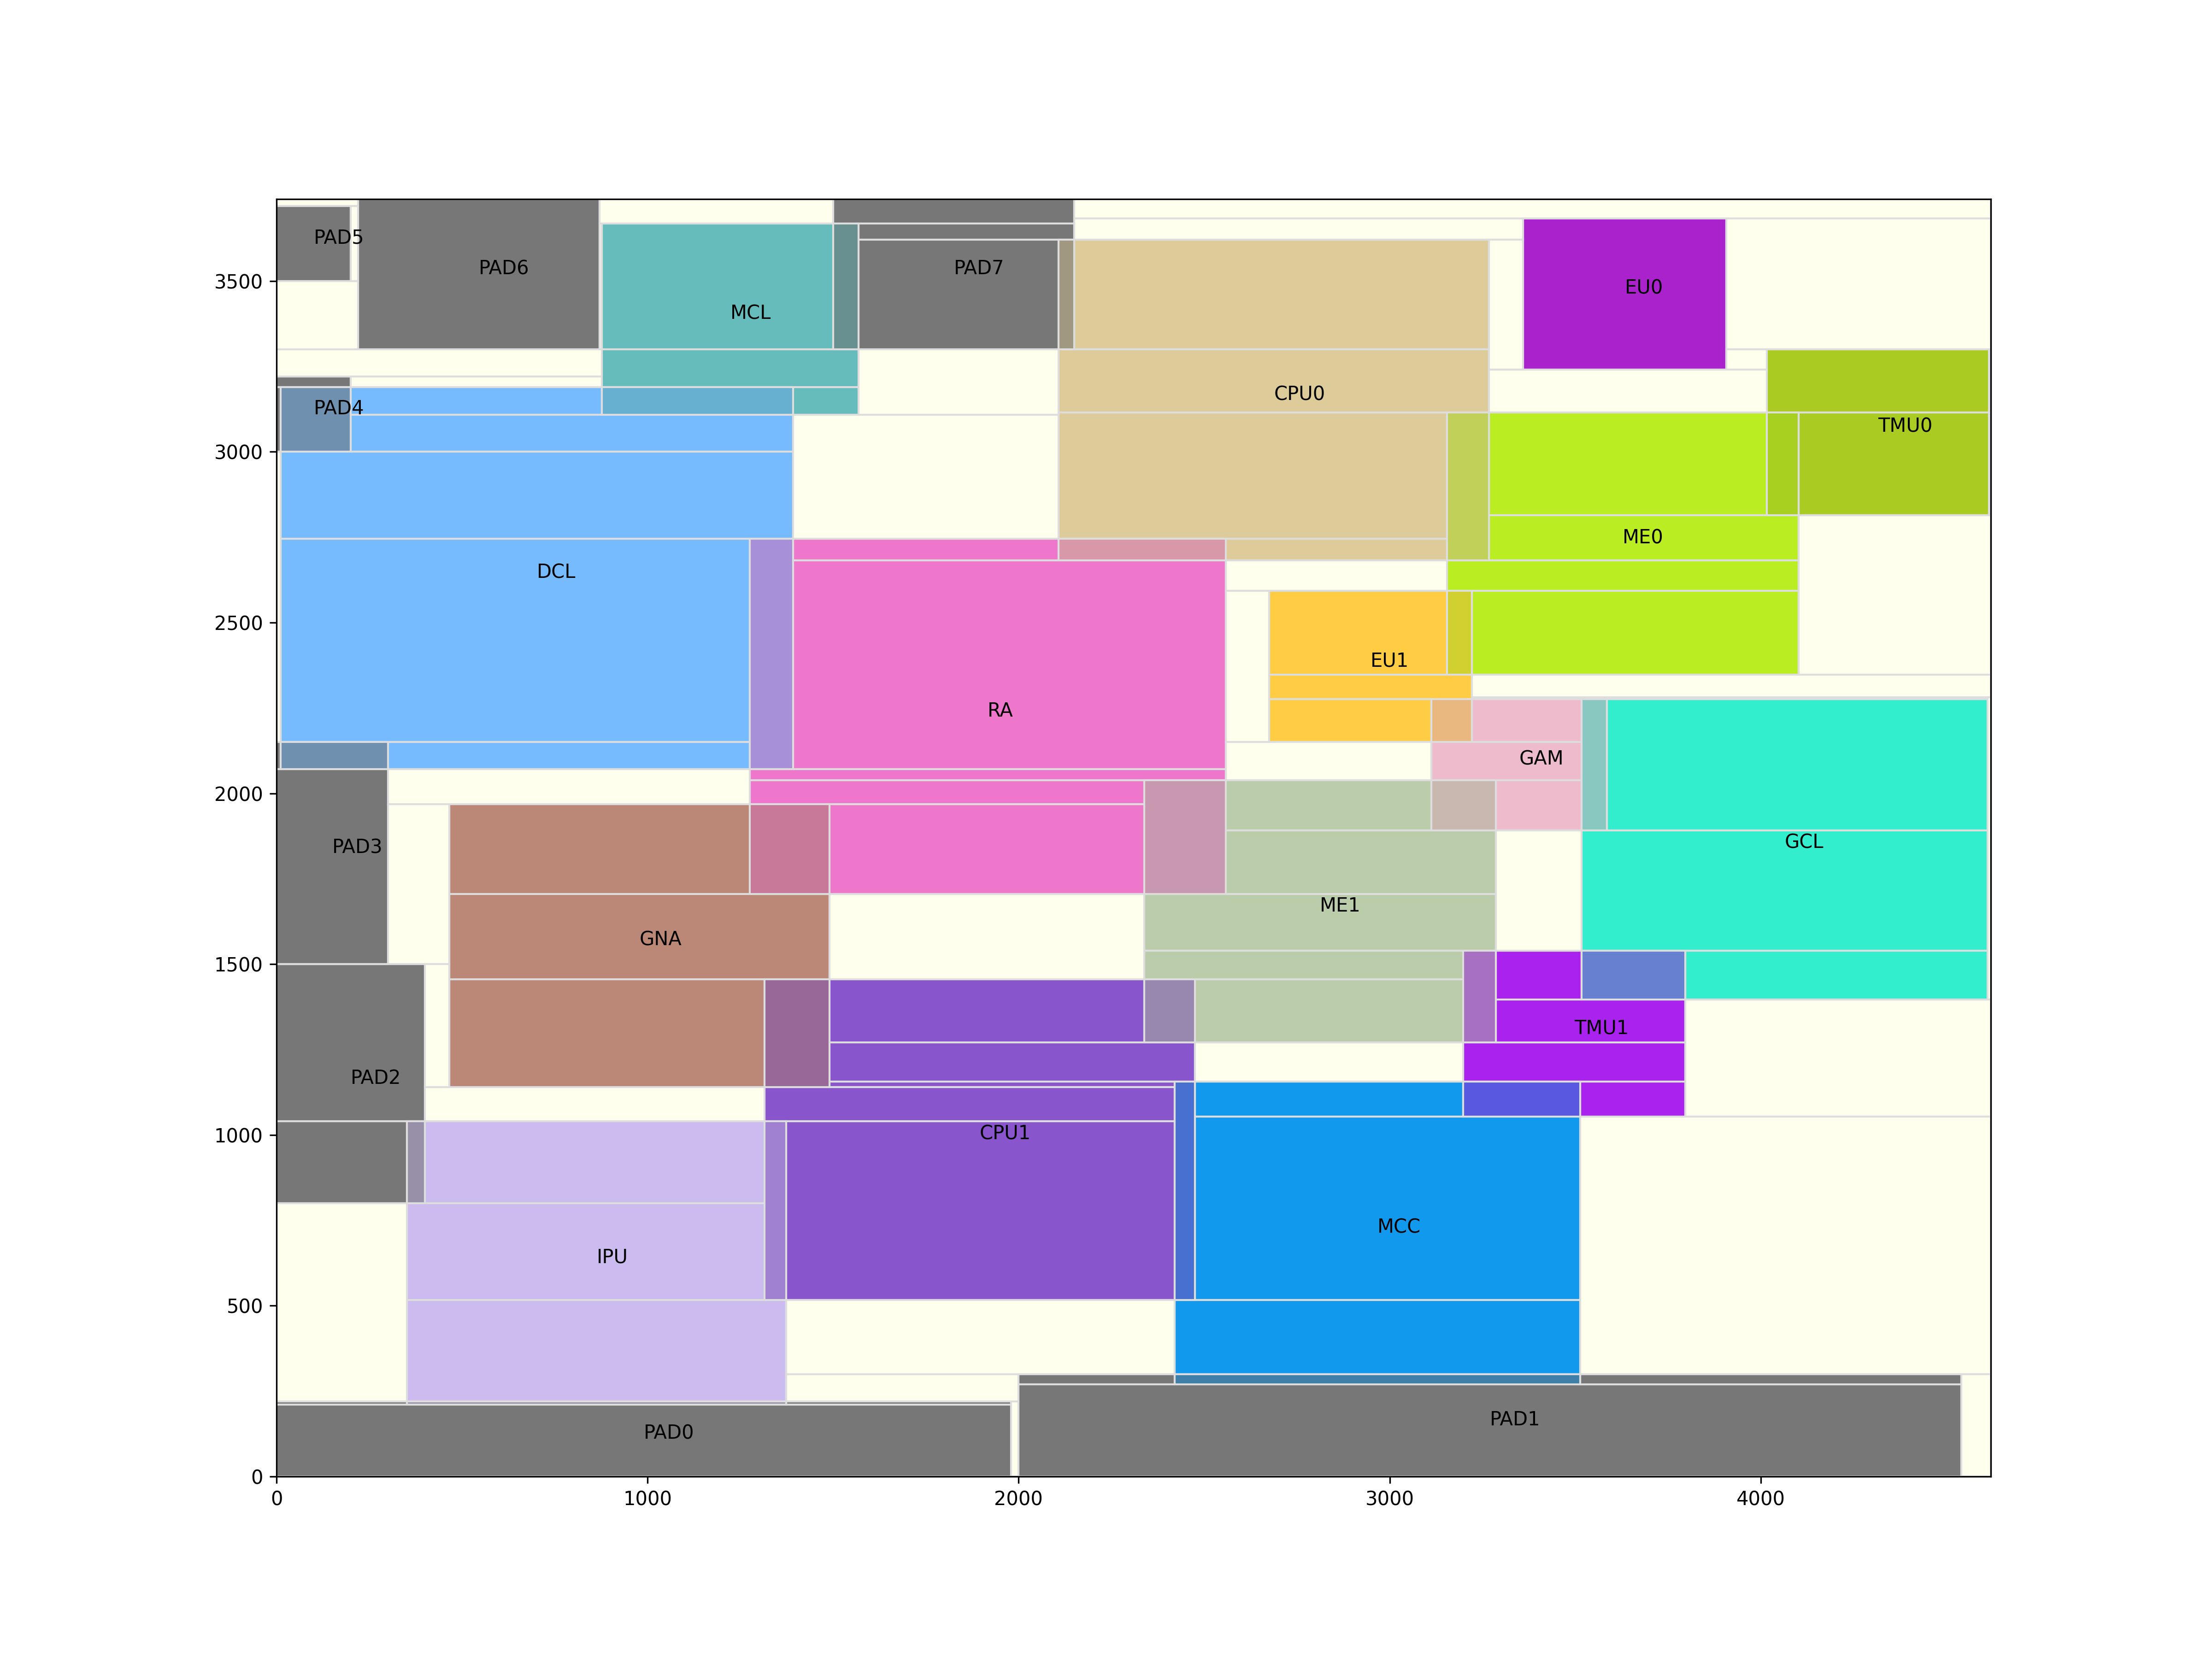 PAD5
PAD6
PAD7
EU0
MCL
3500
CPU0
PAD4
TMU0
3000
ME0
DCL
2500
EU1
RA
GAM
2000
PAD3
GCL
ME1
GNA
1500
TMU1
PAD2
CPU1
1000
MCC
IPU
500
PAD1
PAD0
0
0 1000 2000 3000 4000